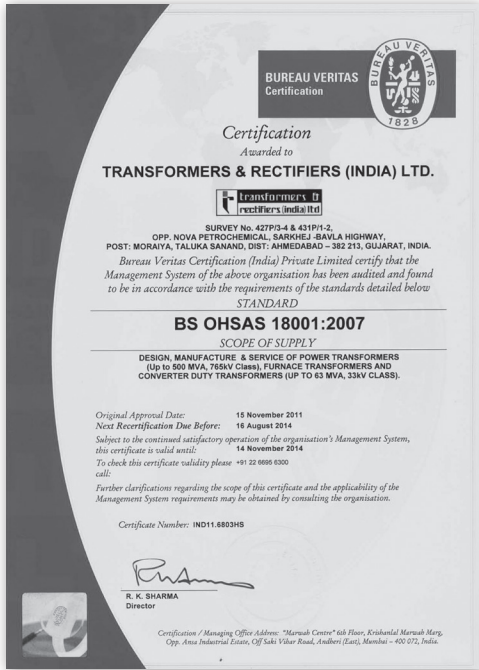 BUREAU VERITAS
Certification
BUREAU VERITAS
1828
Certification
Awarded to
TRANSFORMERS & RECTIFIERS (INDIA) LTD.
transformers &
rectifiers (india) ltd
SURVEY No. 427P/3-4 & 431P/1-2,
OPP. NOVA PETROCHEMICAL, SARKHEJ -BAVLA HIGHWAY,
POST: MORAIYA, TALUKA SANAND, DIST: AHMEDABAD – 382 213, GUJARAT, INDIA.
Bureau Veritas Certification (India) Private Limited certify that the
Management System of the above organisation has been audited and found
to be in accordance with the requirements of the standards detailed below
STANDARD
BS OHSAS 18001:2007
SCOPE OF SUPPLY
DESIGN, MANUFACTURE & SERVICE OF POWER TRANSFORMERS
(Up to 500 MVA, 765kV Class), FURNACE TRANSFORMERS AND
CONVERTER DUTY TRANSFORMERS (UP TO 63 MVA, 33kV CLASS).
Original Approval Date: 15 November 2011
Next Recertification Due Before: 16 August 2014
Subject to the continued satisfactory operation of the organisation's Management System,
this certificate is valid until: 14 November 2014
To check this certificate validity please +91 22 6695 6300
call:
Further clarifications regarding the scope of this certificate and the applicability of the
Management System requirements may be obtained by consulting the organisation.
Certificate Number: IND11.6803HS
R. K. SHARMA
Director
Certification / Managing Office Address: "Marwah Centre" 6th Floor, Krishanlal Marwah Marg,
Opp. Ansa Industrial Estate, Off Saki Vihar Road, Andheri (East), Mumbai – 400 072, India.